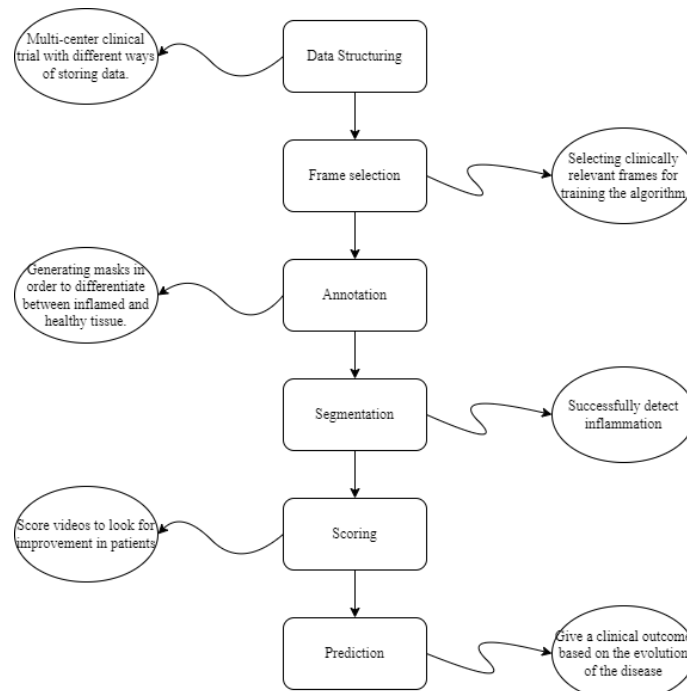 Multi-center clinical
trial with different ways
of storing data.
Data Structuring
Frame selection
Selecting clinically
relevant frames for
training the algorithm
Generating masks in
order to differentiate
between inflamed and
healthy tissue.
Annotation
Segmentation
Successfully detect
inflammation
Score videos to look for
improvement in patients
Scoring
Prediction
Give a clinical outcome
based on the evolution
of the disease